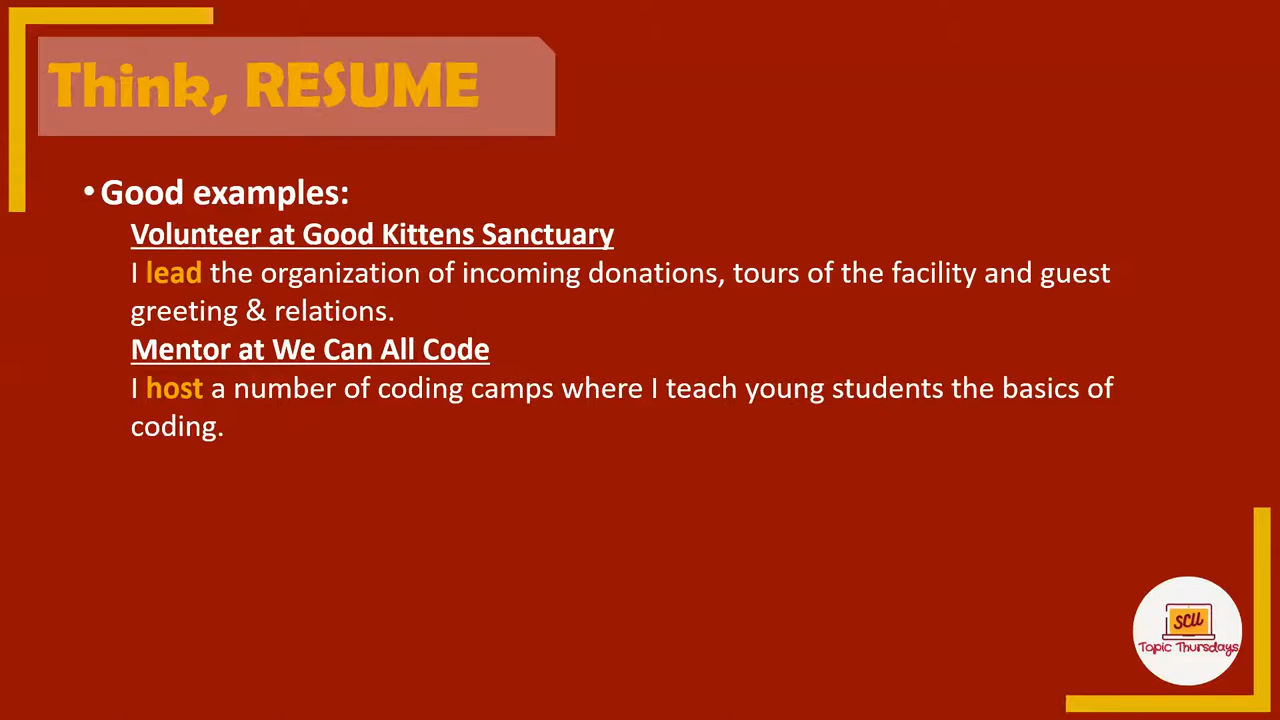 Think, RESUME
• Good examples:
Volunteer at Good Kittens Sanctuary
I lead the organization of incoming donations, tours of the facility and guest
greeting & relations.
Mentor at We Can All Code
I host a number of coding camps where I teach young students the basics of
coding.
SCU
Topic Thursdays